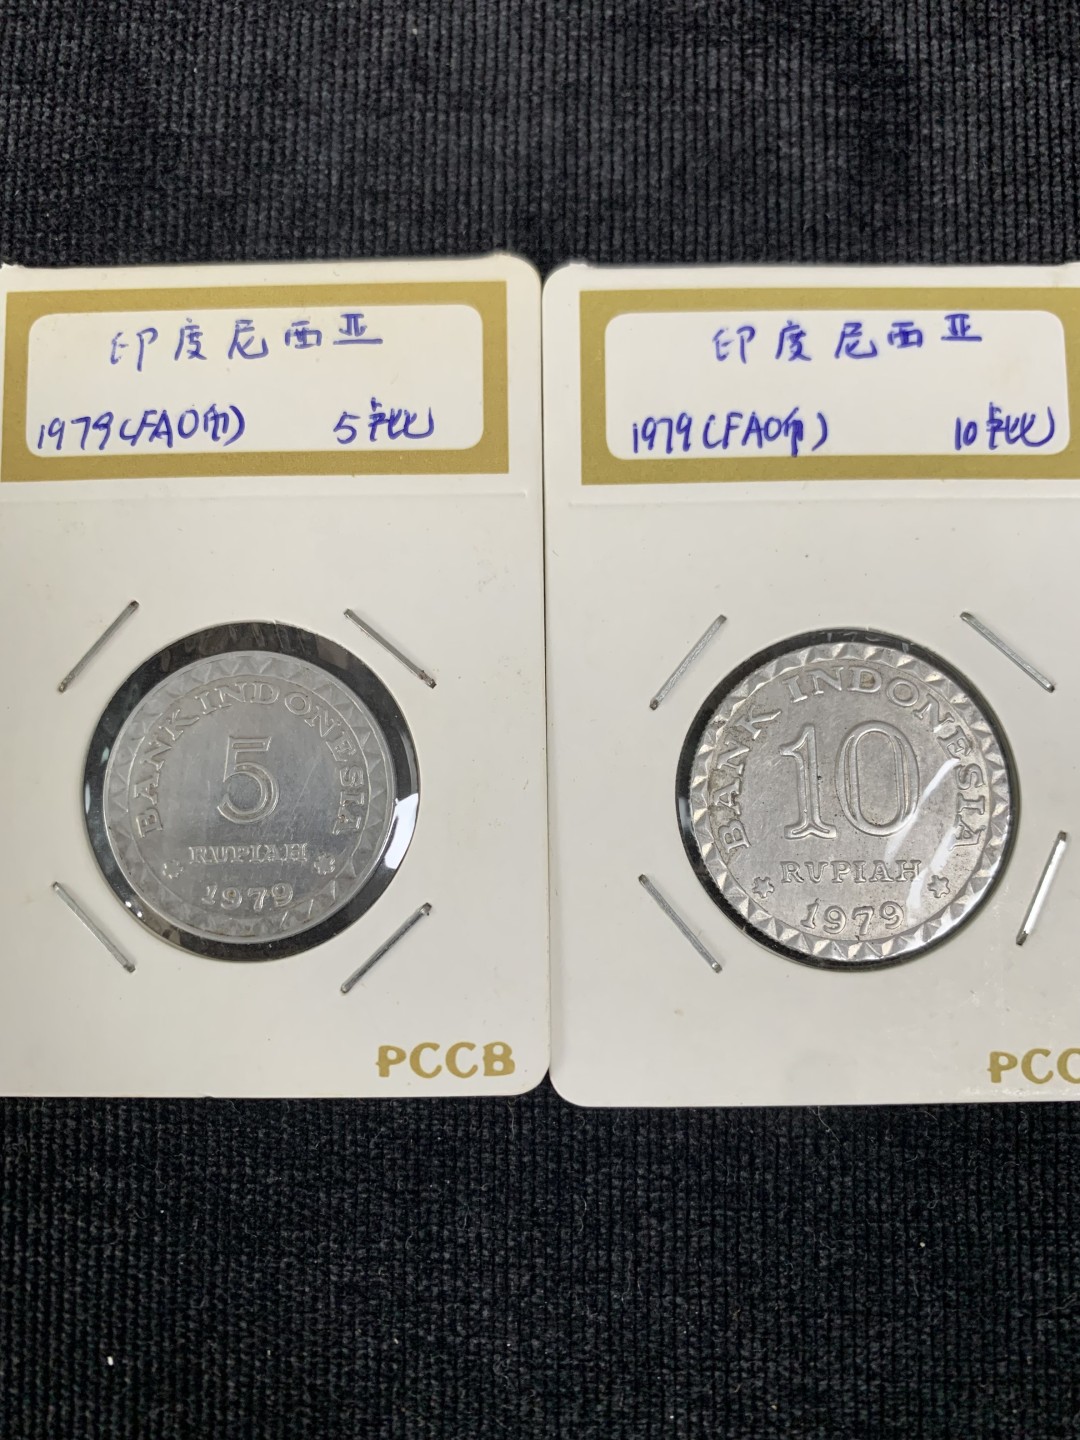 印度尼西亚
1979(FAO币) 5卢比
BANK INDONESIA
5
RUPIAH
1979
PCCB
印度尼西亚
1979(FAO币) 10卢比
BANK INDONESIA
10
RUPIAH
1979
PCC